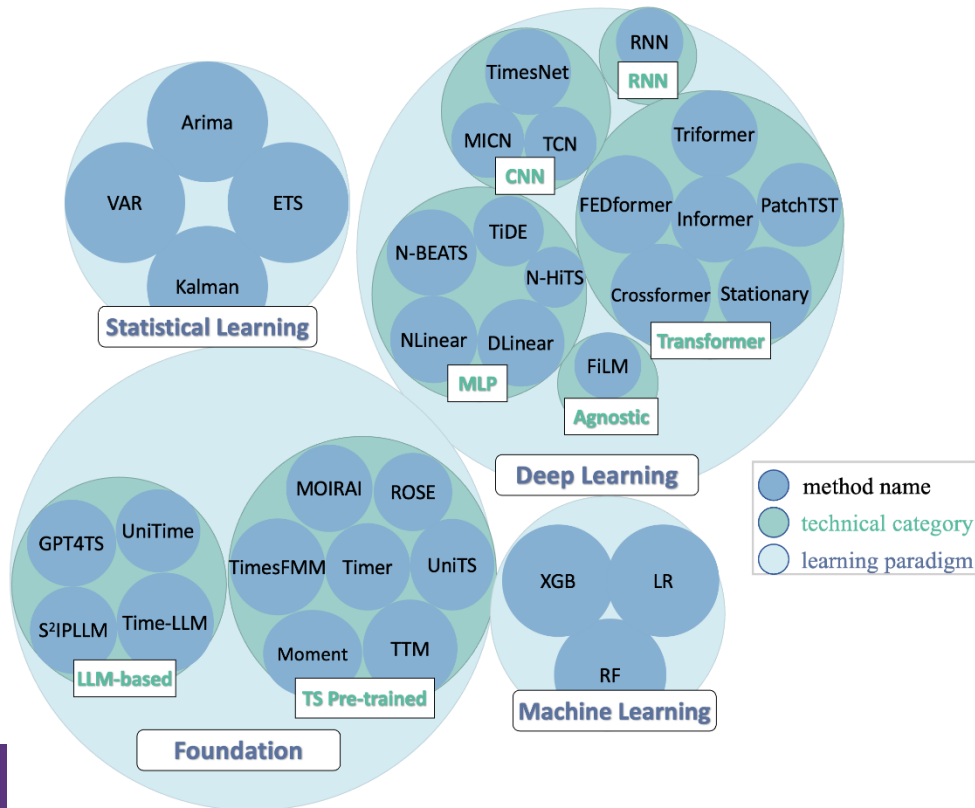 Arima
VAR
ETS
Kalman
Statistical Learning
RNN
RNN
TimesNet
MICN
TCN
CNN
Triformer
FEDformer
Informer
PatchTST
Crossformer
Stationary
Transformer
TiDE
N-BEATS
N-HiTS
NLinear
DLinear
MLP
FiLM
Agnostic
Deep Learning
GPT4TS
UniTime
S²IPLLM
Time-LLM
LLM-based
MOIRAI
ROSE
TimesFMM
Timer
UniTS
Moment
TTM
TS Pre-trained
Foundation
XGB
LR
RF
Machine Learning
method name
technical category
learning paradigm